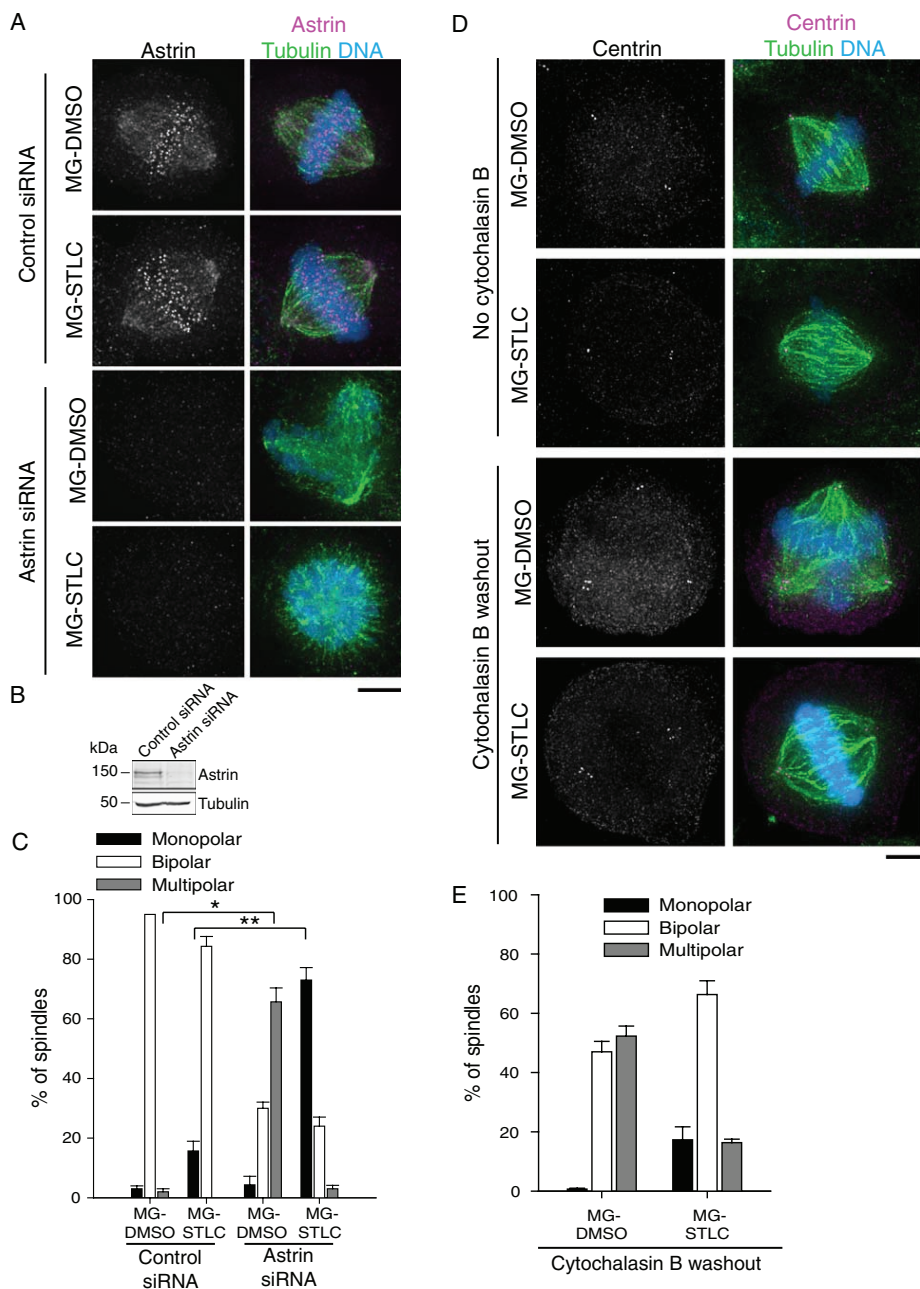 A
Astrin
Astrin
Tubulin DNA
Control siRNA
MG-DMSO
MG-STLC
Astrin siRNA
MG-DMSO
MG-STLC
B
kDa
Control siRNA
Astrin siRNA
150
Astrin
50
Tubulin
C
Monopolar
Bipolar
Multipolar
% of spindles
100
80
60
40
20
0
*
**
MG-
DMSO
MG-
STLC
MG-
DMSO
MG-
STLC
Control
siRNA
Astrin
siRNA
D
Centrin
Centrin
Tubulin DNA
No cytochalasin B
MG-DMSO
MG-STLC
Cytochalasin B washout
MG-DMSO
MG-STLC
E
Monopolar
Bipolar
Multipolar
% of spindles
100
80
60
40
20
0
MG-
DMSO
MG-
STLC
Cytochalasin B washout